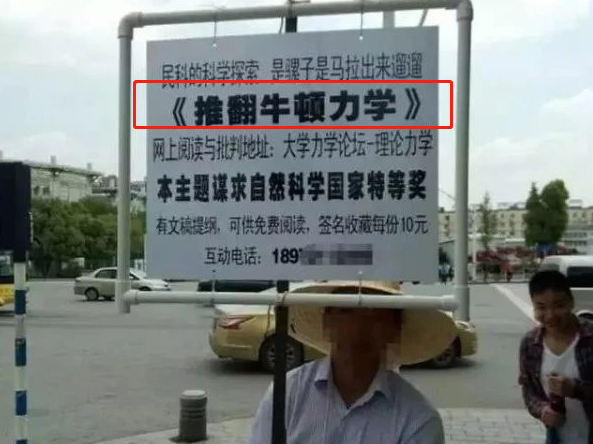 民科的科学探索 是骡子是马拉出来遛遛
《推翻牛顿力学》
网上阅读与批判地址：大学力学论坛-理论力学
本主题谋求自然科学国家特等奖
有文稿提纲，可供免费阅读，签名收藏每份10元
互动电话：1897